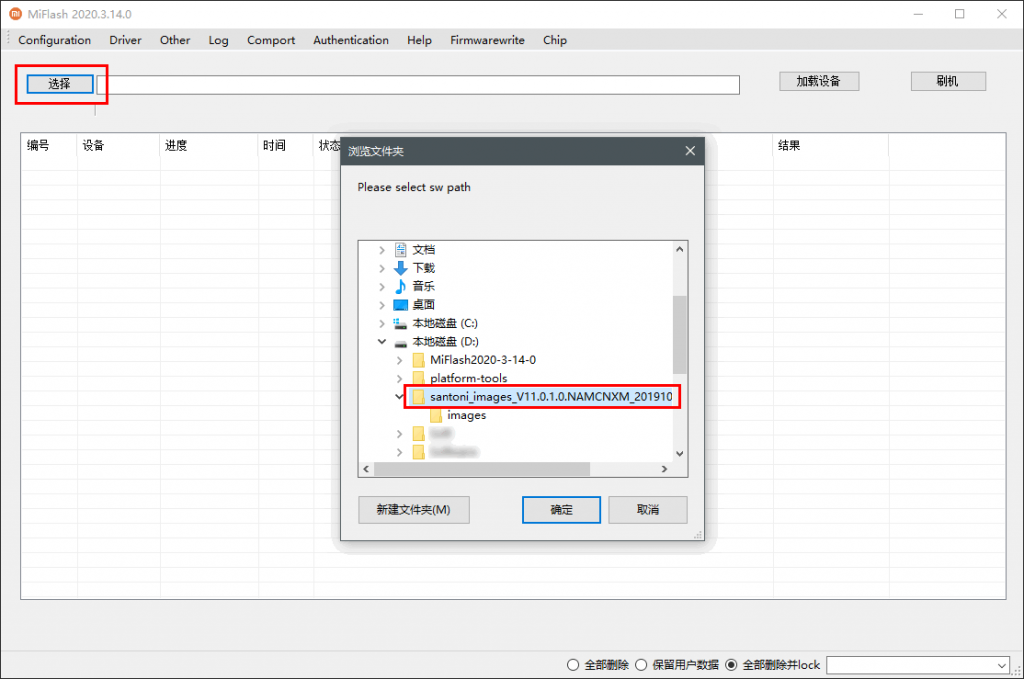 MiFlash 2020.3.14.0
Configuration Driver Other Log Comport Authentication Help Firmwarewrite Chip
选择 加载设备 刷机
编号 设备 进度 时间 状态 结果
浏览文件夹
Please select sw path
文档
下载
音乐
桌面
本地磁盘 (C:)
本地磁盘 (D:)
MiFlash2020-3-14-0
platform-tools
santoni_images_V11.0.1.0.NAMCNXM_201910
images
新建文件夹(M) 确定 取消
全部删除 保留用户数据 全部删除并lock